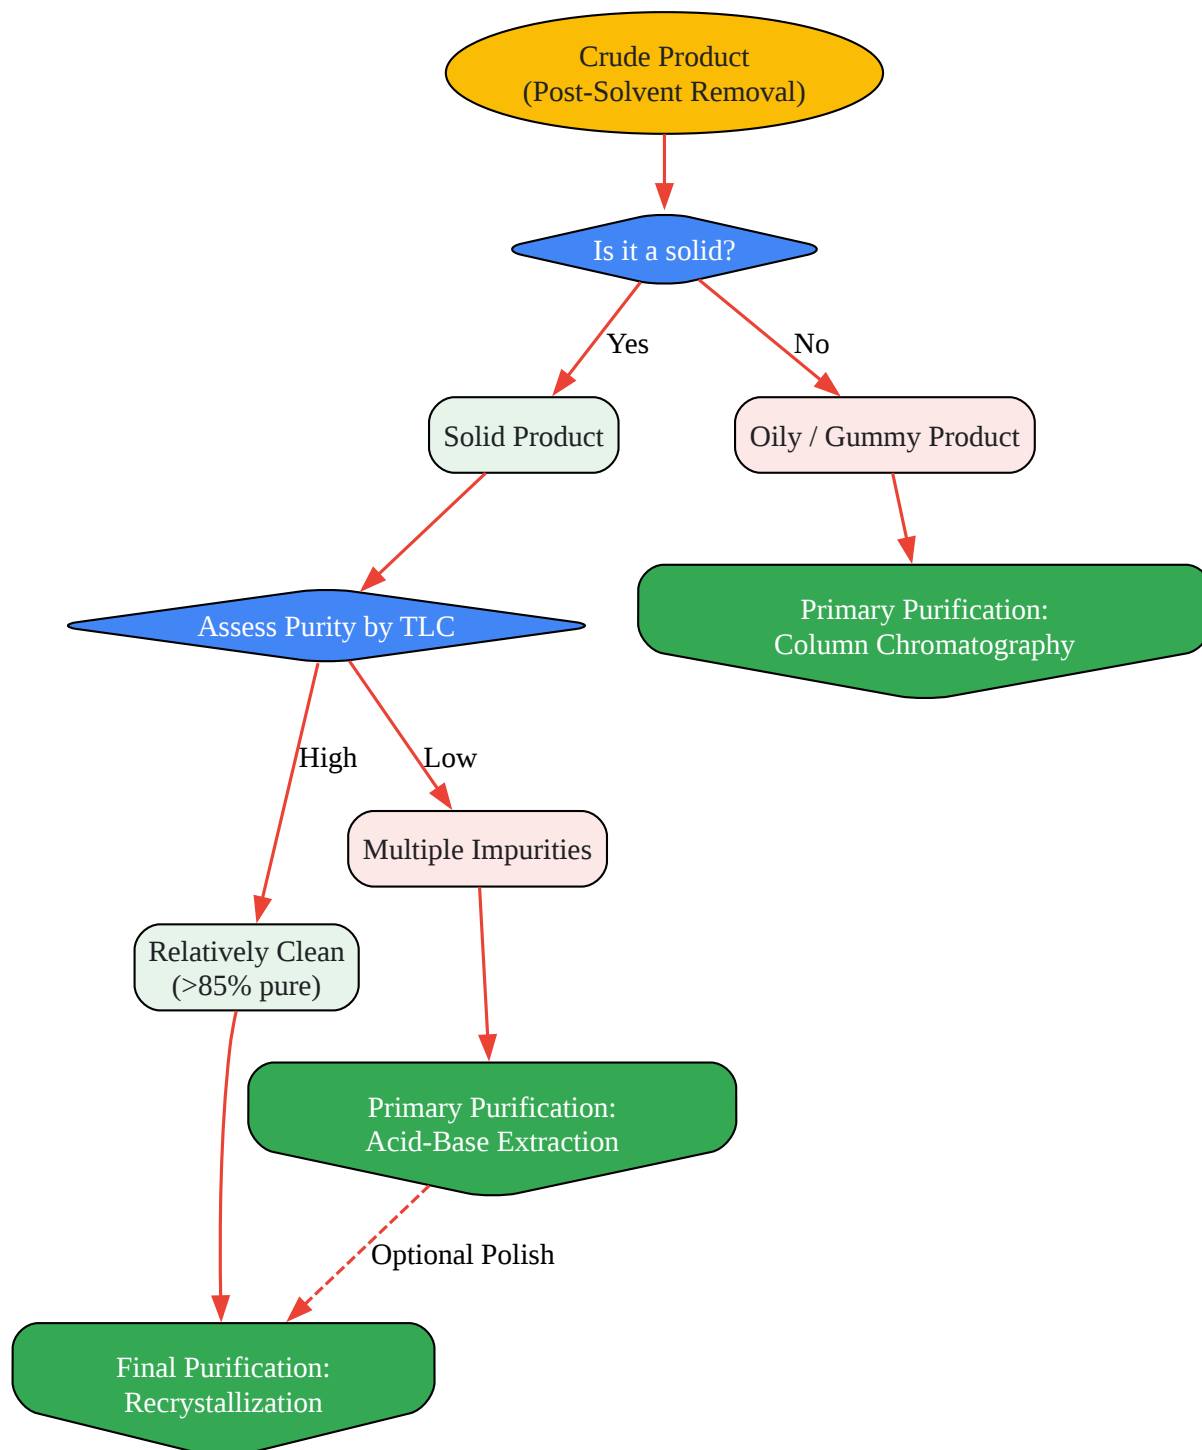 Crude Product
(Post-Solvent Removal)
Is it a solid?
Yes
No
Solid Product
Oily / Gummy Product
Primary Purification:
Column Chromatography
Assess Purity by TLC
High
Low
Multiple Impurities
Relatively Clean
(>85% pure)
Primary Purification:
Acid-Base Extraction
Optional Polish
Final Purification:
Recrystallization